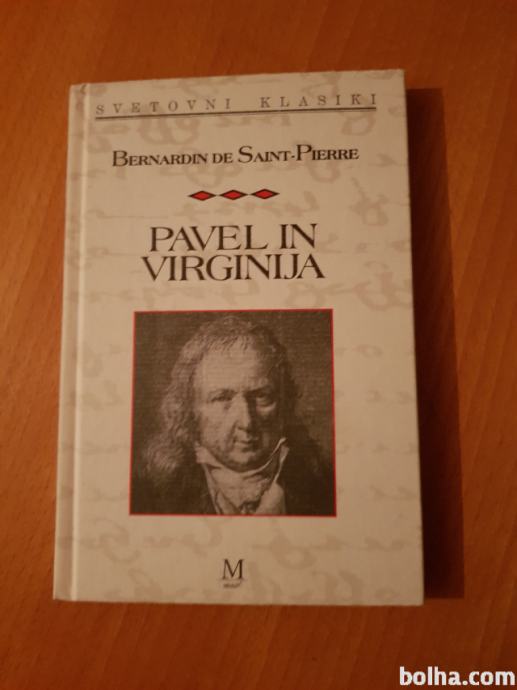 SVETOVNI KLASIKI
BERNARDIN DE SAINT-PIERRE
PAVEL IN
VIRGINIJA
M
bolha.com